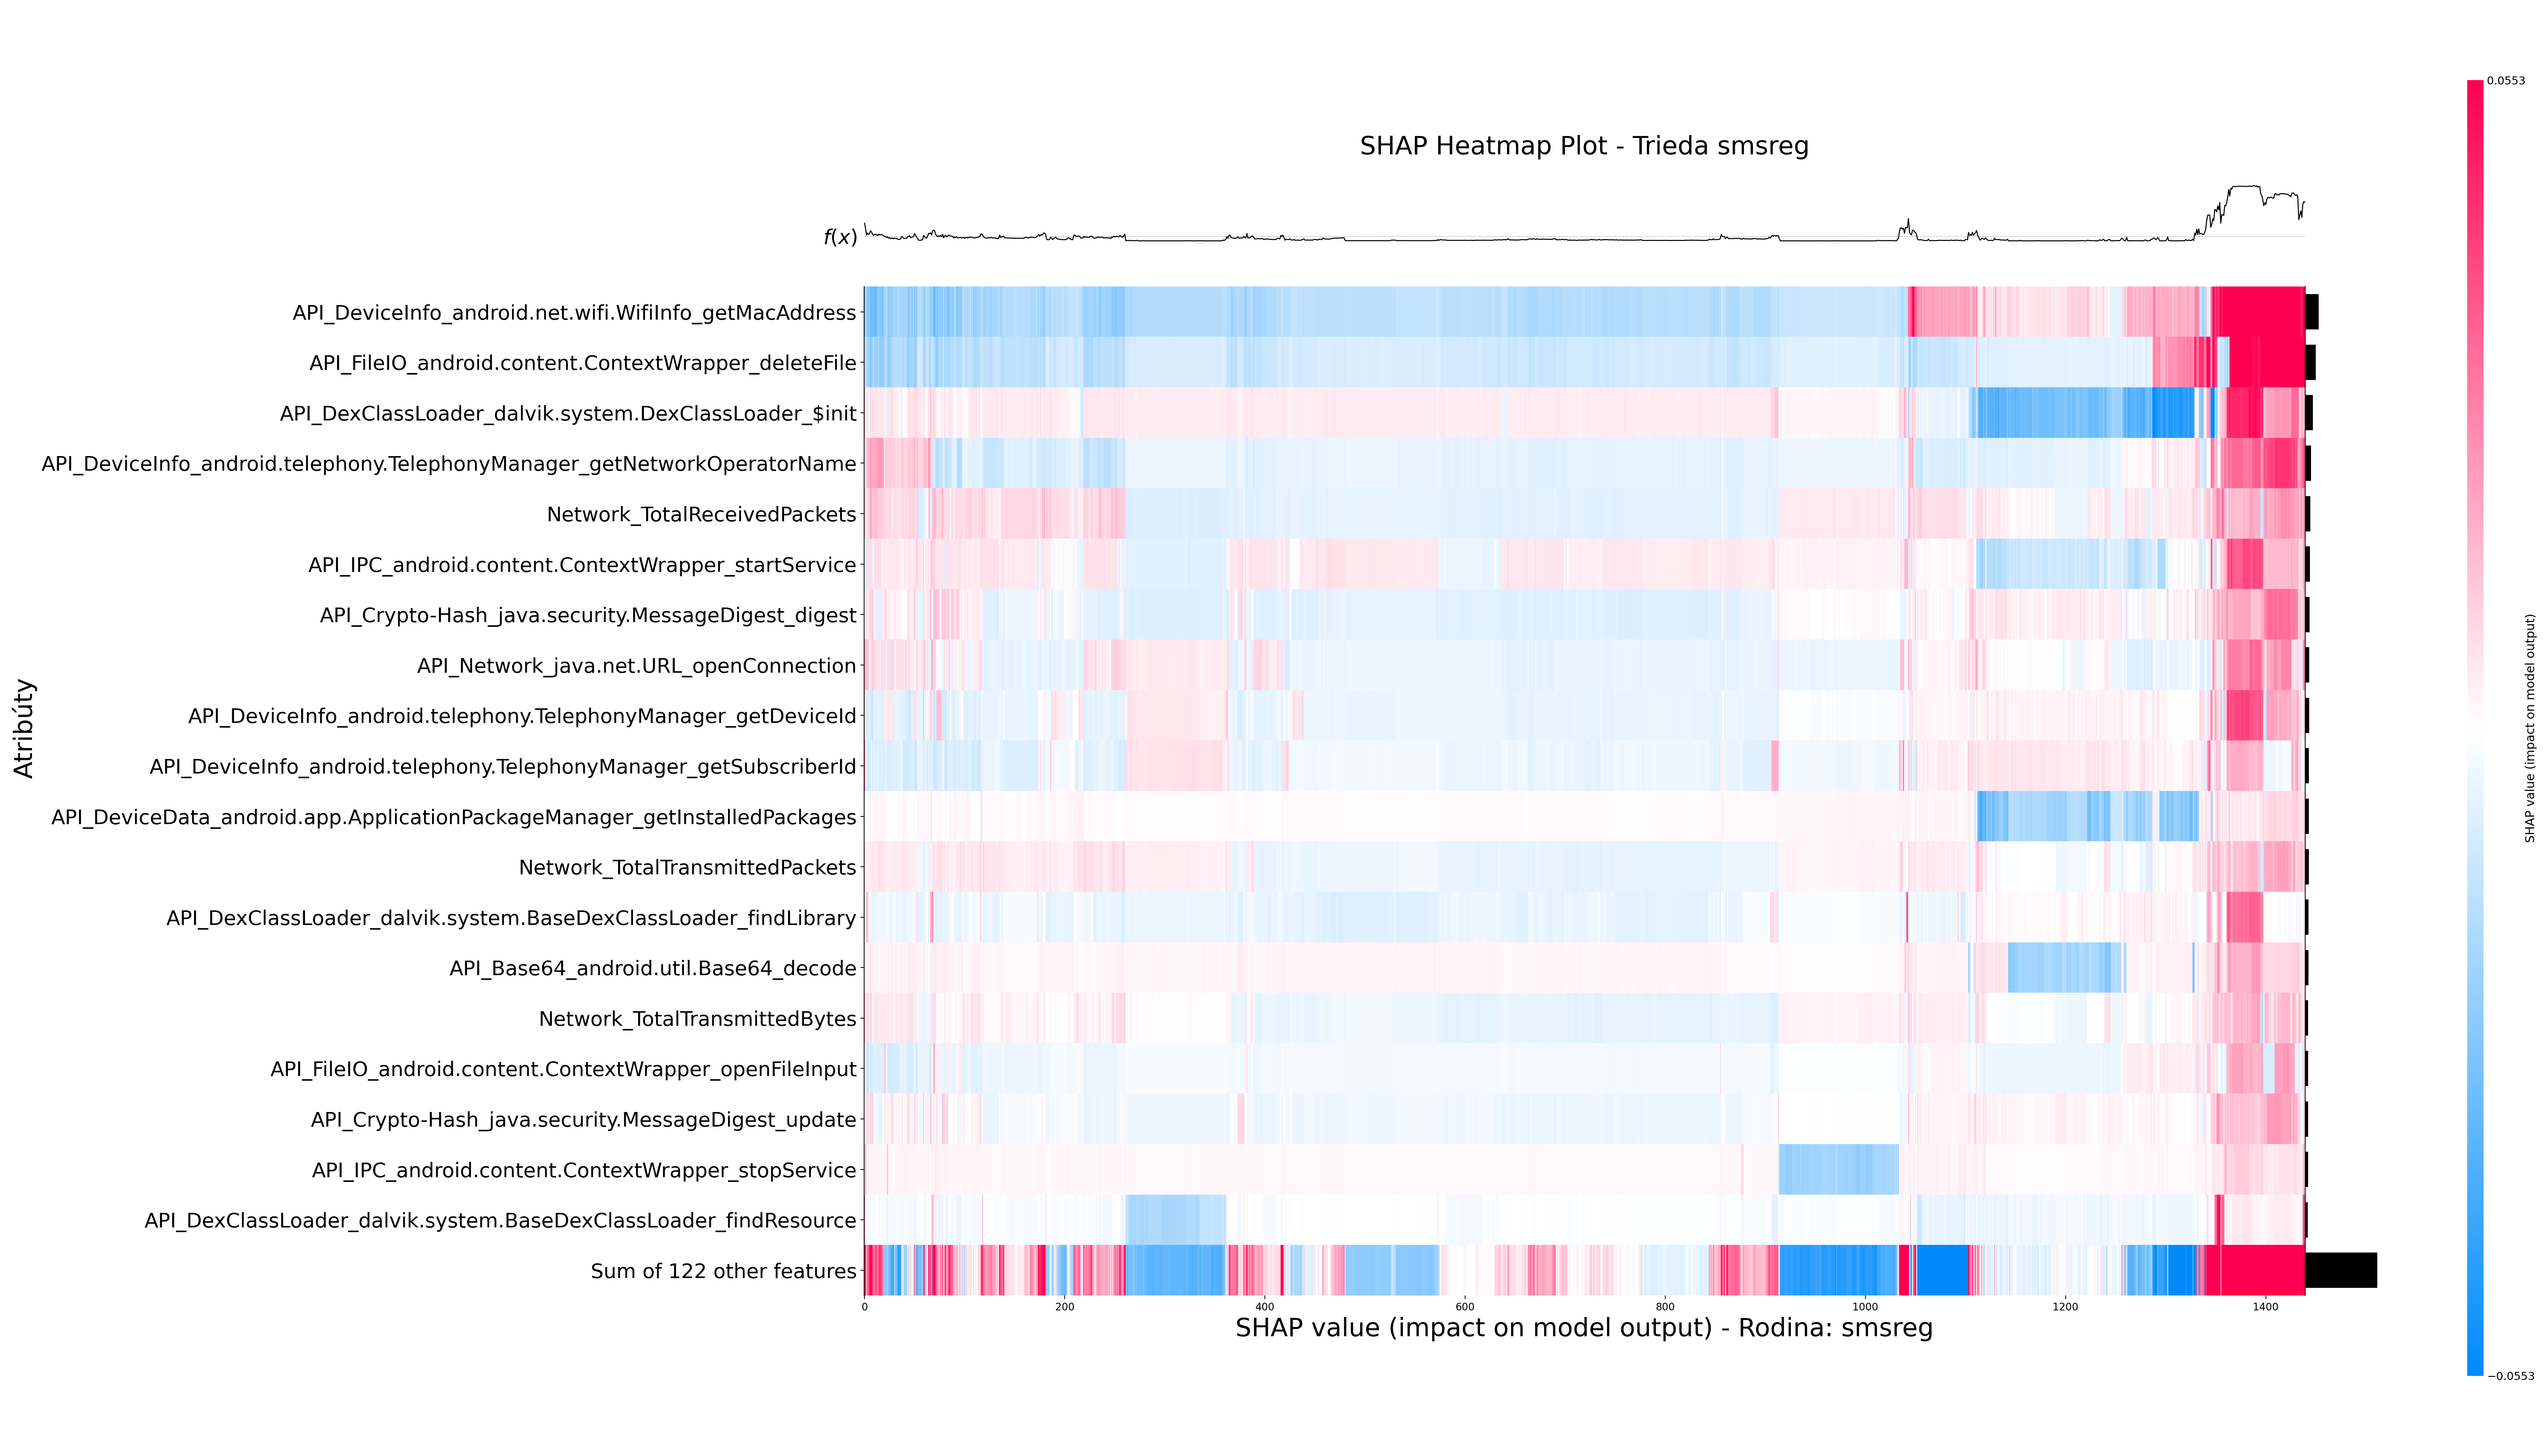 SHAP Heatmap Plot - Trieda smsreg
f(x)
API_DeviceInfo_android.net.wifi.WifiInfo_getMacAddress
API_FileIO_android.content.ContextWrapper_deleteFile
API_DexClassLoader_dalvik.system.DexClassLoader_$init
API_DeviceInfo_android.telephony.TelephonyManager_getNetworkOperatorName
Network_TotalReceivedPackets
API_IPC_android.content.ContextWrapper_startService
API_Crypto-Hash_java.security.MessageDigest_digest
API_Network_java.net.URL_openConnection
API_DeviceInfo_android.telephony.TelephonyManager_getDeviceId
API_DeviceInfo_android.telephony.TelephonyManager_getSubscriberId
API_DeviceData_android.app.ApplicationPackageManager_getInstalledPackages
Network_TotalTransmittedPackets
API_DexClassLoader_dalvik.system.BaseDexClassLoader_findLibrary
API_Base64_android.util.Base64_decode
Network_TotalTransmittedBytes
API_FileIO_android.content.ContextWrapper_openFileInput
API_Crypto-Hash_java.security.MessageDigest_update
API_IPC_android.content.ContextWrapper_stopService
API_DexClassLoader_dalvik.system.BaseDexClassLoader_findResource
Sum of 122 other features
Atribúty
0 200 400 600 800 1000 1200 1400
SHAP value (impact on model output) - Rodina: smsreg
0.0553
−0.0553
SHAP value (impact on model output)